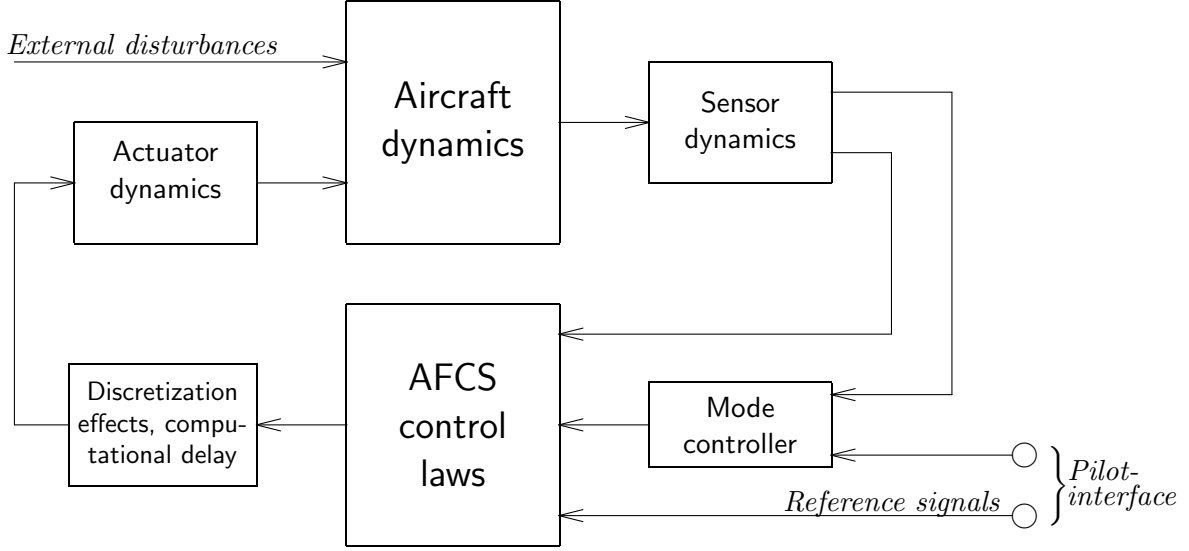 External disturbances
Aircraft
dynamics
Sensor
dynamics
Actuator
dynamics
AFCS
control
laws
Discretization
effects, compu-
tational delay
Mode
controller
Reference signals
Pilot-
interface